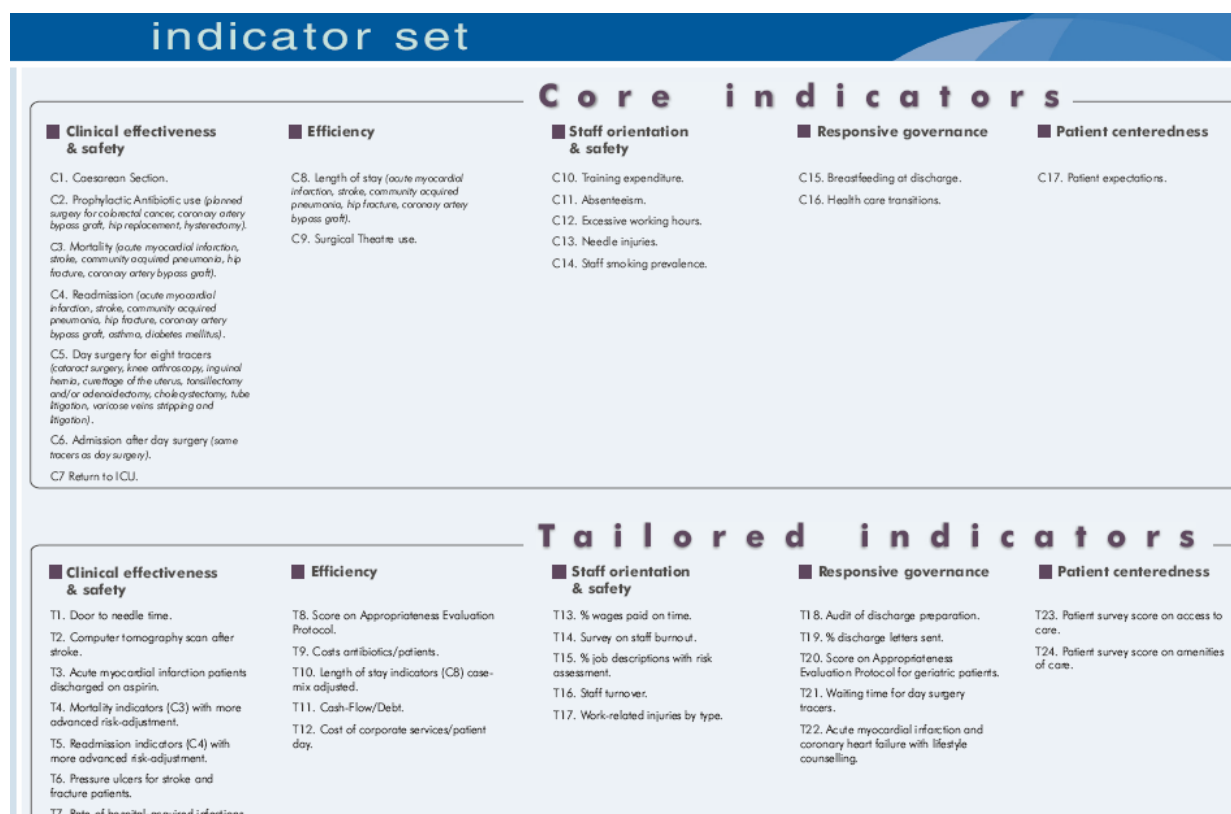 indicator set
Core indicators
Clinical effectiveness
& safety
C1. Caesarean Section.
C2. Prophylactic Antibiotic use (planned
surgery for colorectal cancer, coronary artery
bypass graft, hip replacement, hysterectomy).
C3. Mortality (acute myocardial infarction,
stroke, community acquired pneumonia, hip
fracture, coronary artery bypass graft).
C4. Readmission (acute myocardial
infarction, stroke, community acquired
pneumonia, hip fracture, coronary artery
bypass graft, asthma, diabetes mellitus).
C5. Day surgery for eight tracers
(cataract surgery, knee arthroscopy, inguinal
hernia, curettage of the uterus, tonsillectomy
and/or adenoidectomy, cholecystectomy, tube
litigation, varicose veins stripping and
litigation).
C6. Admission after day surgery (same
tracers as day surgery).
C7 Return to ICU.
Efficiency
C8. Length of stay (acute myocardial
infarction, stroke, community acquired
pneumonia, hip fracture, coronary artery
bypass graft).
C9. Surgical Theatre use.
Staff orientation
& safety
C10. Training expenditure.
C11. Absenteeism.
C12. Excessive working hours.
C13. Needle injuries.
C14. Staff smoking prevalence.
Responsive governance
C15. Breastfeeding at discharge.
C16. Health care transitions.
Patient centeredness
C17. Patient expectations.
Tailored indicators
Clinical effectiveness
& safety
T1. Door to needle time.
T2. Computer tomography scan after
stroke.
T3. Acute myocardial infarction patients
discharged on aspirin.
T4. Mortality indicators (C3) with more
advanced risk-adjustment.
T5. Readmission indicators (C4) with
more advanced risk-adjustment.
T6. Pressure ulcers for stroke and
fracture patients.
T7. Rate of hospital-acquired infections
Efficiency
T8. Score on Appropriateness Evaluation
Protocol.
T9. Costs antibiotics/patients.
T10. Length of stay indicators (C8) case-
mix adjusted.
T11. Cash-Flow/Debt.
T12. Cost of corporate services/patient
day.
Staff orientation
& safety
T13. % wages paid on time.
T14. Survey on staff burnout.
T15. % job descriptions with risk
assessment.
T16. Staff turnover.
T17. Work-related injuries by type.
Responsive governance
T18. Audit of discharge preparation.
T19. % discharge letters sent.
T20. Score on Appropriateness
Evaluation Protocol for geriatric patients.
T21. Waiting time for day surgery
tracers.
T22. Acute myocardial infarction and
coronary heart failure with lifestyle
counselling.
Patient centeredness
T23. Patient survey score on access to
care.
T24. Patient survey score on amenities
of care.